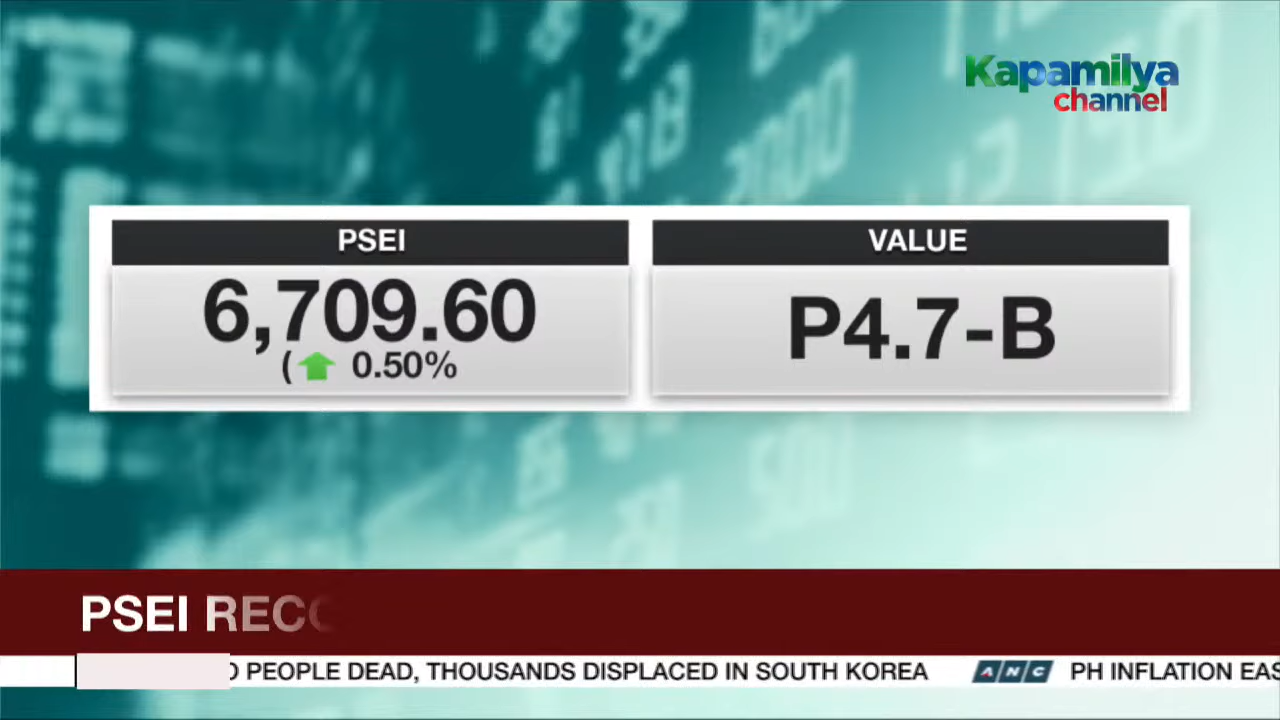 Kapamilya
channel
PSEI
6,709.60
(⬆ 0.50%
VALUE
P4.7-B
PSEI
PEOPLE DEAD, THOUSANDS DISPLACED IN SOUTH KOREA ANC PH INFLATION